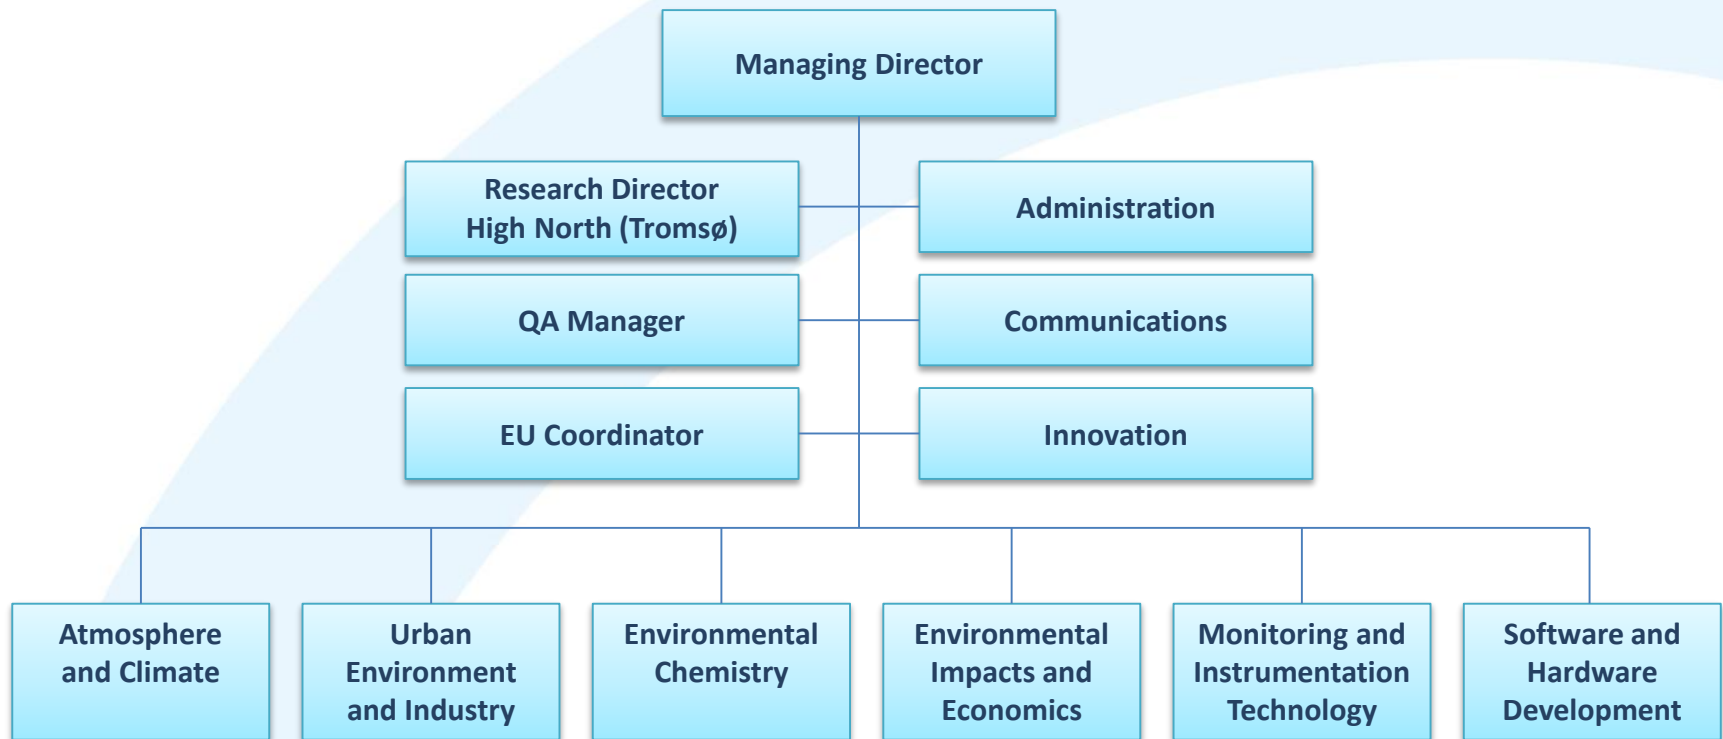 Managing Director
Research Director
High North (Tromsø)
Administration
QA Manager
Communications
EU Coordinator
Innovation
Atmosphere
and Climate
Urban
Environment
and Industry
Environmental
Chemistry
Environmental
Impacts and
Economics
Monitoring and
Instrumentation
Technology
Software and
Hardware
Development